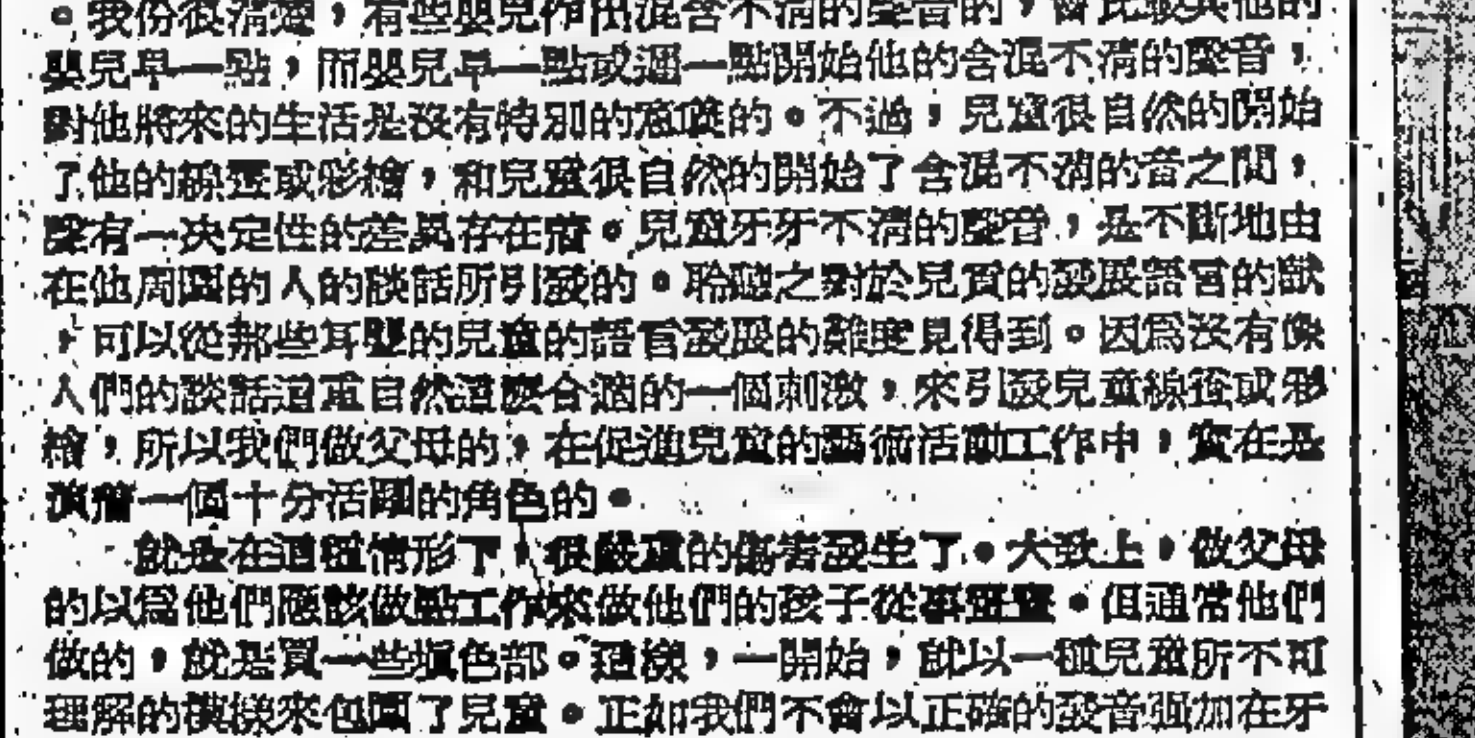 。我們很清楚,有些嬰兒作出混含不清的聲音的,會比較其他的
嬰兒早一點,而嬰兒早一點或遲一點開始他的含混不清的聲音,
對他將來的生活是沒有特別的意義的。不過,兒童很自然的開始
了他的線畫或彩繪,和兒童很自然的開始了含混不清的音之間,
有一決定性的差異存在著。兒童牙牙不清的聲音,是不斷地由
在他周圍的人的談話所引發的。聆聽之對於兒童的發展語言的
,可以從那些耳聾的兒童的語言發展的難度見得到。因爲沒有像
人們的談話這種自然這麼合適的一個刺激,來引發兒童線畫或彩
繪,所以我們做父母的,在促進兒童的藝術活動工作中,實在是
演着一個十分活躍的角色的。
就是在這種情形下,很嚴重的傷害發生了。大致上,做父母
的以爲他們應該做點工作來做他們的孩子從事繪畫。但通常他們
做的,就是買一些填色部。這樣,一開始,就以一種兒童所不可
理解的模樣來包圍了兒童。正如我們不會以正確的發音強加在牙